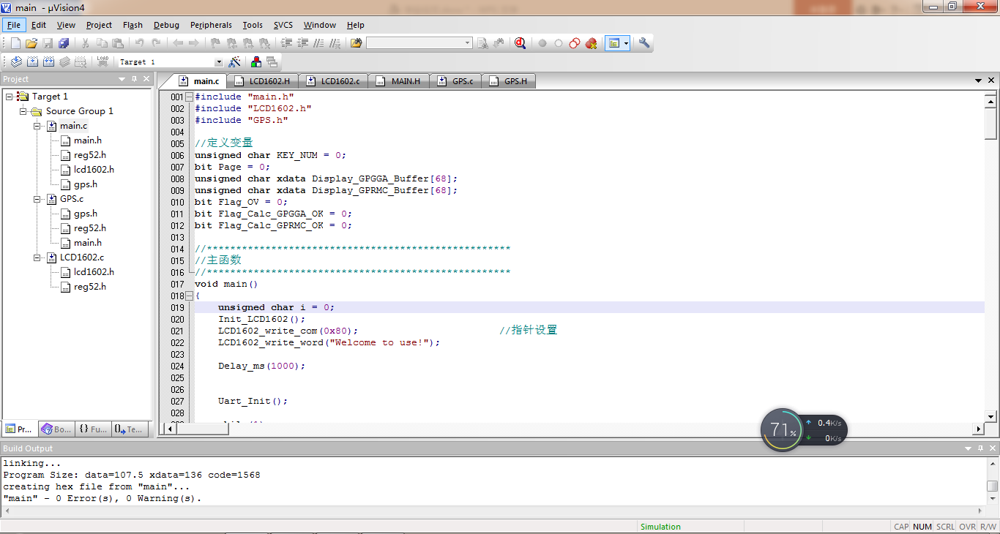 main - µVision4
File Edit View Project Flash Debug Peripherals Tools SVCS Window Help
LOAD Target 1
Project
main.c LCD1602.H LCD1602.c MAIN.H GPS.c GPS.H
Target 1
Source Group 1
main.c
main.h
reg52.h
lcd1602.h
gps.h
GPS.c
gps.h
reg52.h
main.h
LCD1602.c
lcd1602.h
reg52.h
Pr... Bo... {} Fu... Te...
001 #include "main.h"
002 #include "LCD1602.h"
003 #include "GPS.h"
004
005 //定义变量
006 unsigned char KEY_NUM = 0;
007 bit Page = 0;
008 unsigned char xdata Display_GPGGA_Buffer[68];
009 unsigned char xdata Display_GPRMC_Buffer[68];
010 bit Flag_OV = 0;
011 bit Flag_Calc_GPGGA_OK = 0;
012 bit Flag_Calc_GPRMC_OK = 0;
013
014 //****************************************************
015 //主函数
016 //****************************************************
017 void main()
018 {
019 unsigned char i = 0;
020 Init_LCD1602();
021 LCD1602_write_com(0x80); //指针设置
022 LCD1602_write_word("Welcome to use!");
023
024 Delay_ms(1000);
025
026
027 Uart_Init();
028
71% 0.4K/s
0K/s
Build Output
linking...
Program Size: data=107.5 xdata=136 code=1568
creating hex file from "main"...
"main" - 0 Error(s), 0 Warning(s).
Simulation CAP NUM SCRL OVR R/W